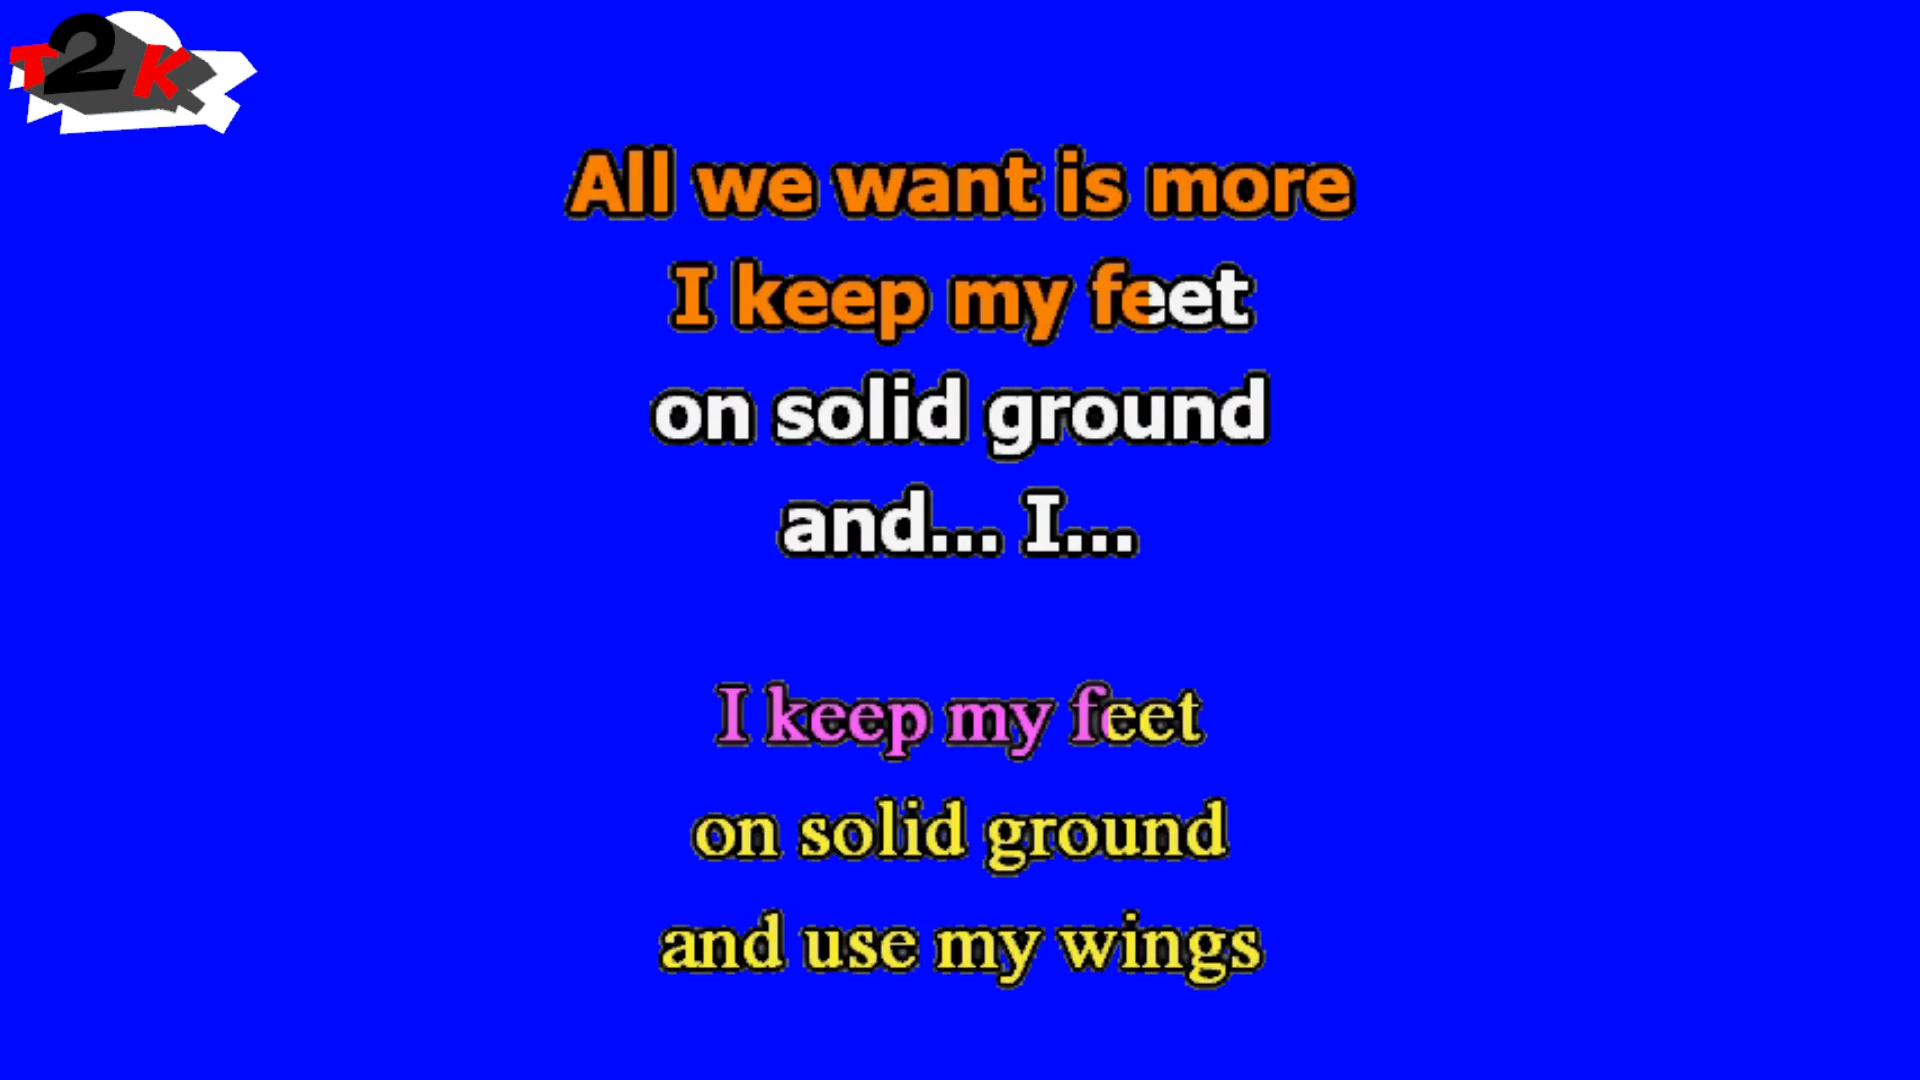 T2K
All we want is more
I keep my feet
on solid ground
and... I...
I keep my feet
on solid ground
and use my wings